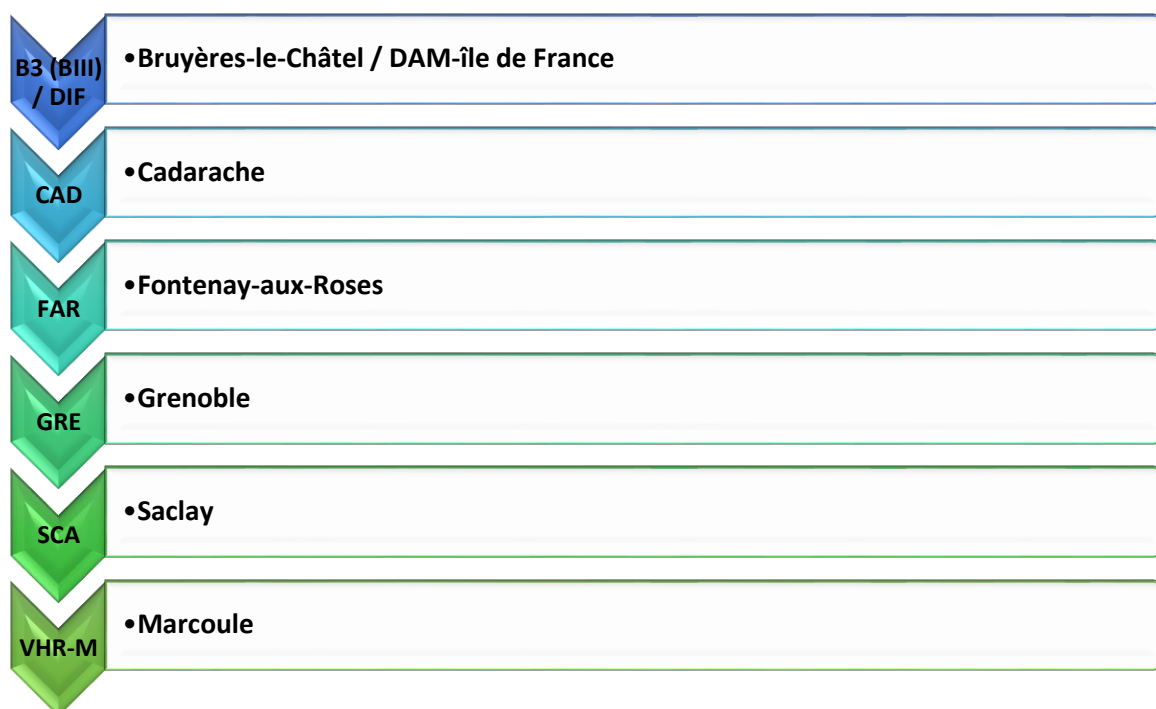 B3 (BIII)
/ DIF
•Bruyères-le-Châtel / DAM-île de France
CAD
•Cadarache
FAR
•Fontenay-aux-Roses
GRE
•Grenoble
SCA
•Saclay
VHR-M
•Marcoule